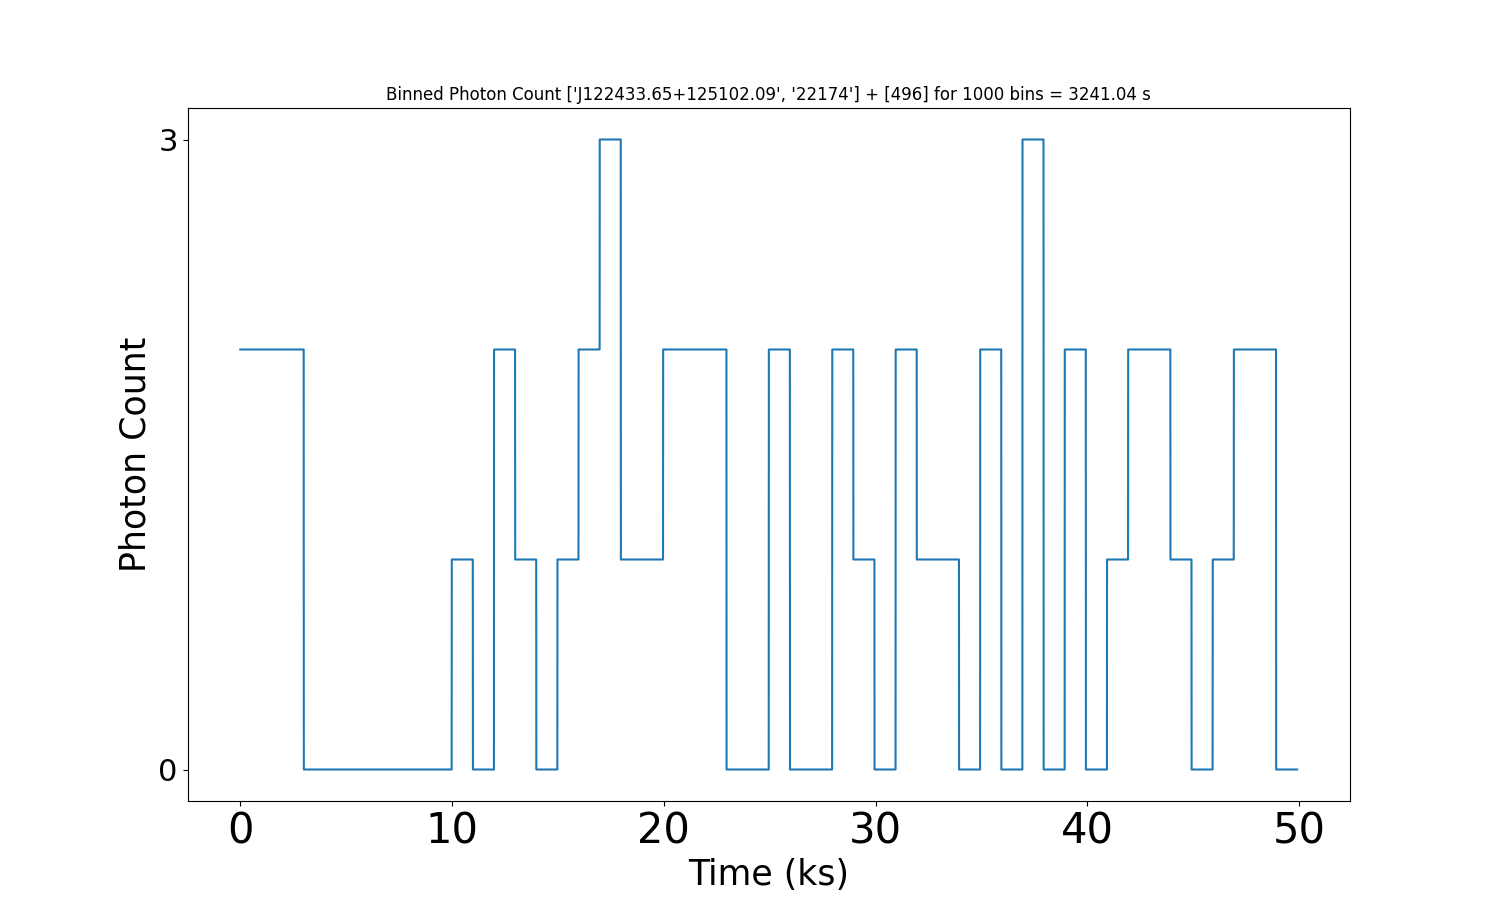 Binned Photon Count ['J122433.65+125102.09', '22174'] + [496] for 1000 bins = 3241.04 s
3
Photon Count
0
0 10 20 30 40 50
Time (ks)